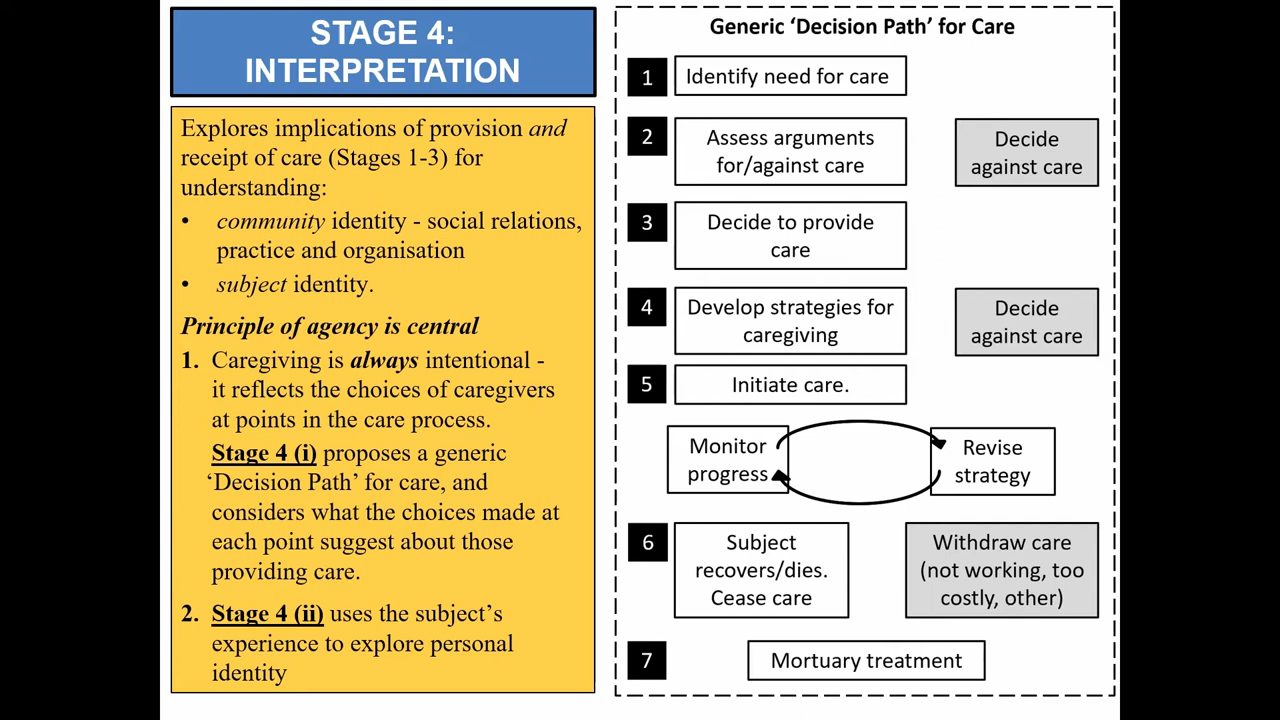 STAGE 4:
INTERPRETATION
Explores implications of provision and
receipt of care (Stages 1-3) for
understanding:
• community identity - social relations,
practice and organisation
• subject identity.
Principle of agency is central
1. Caregiving is always intentional -
it reflects the choices of caregivers
at points in the care process.
Stage 4 (i) proposes a generic
‘Decision Path’ for care, and
considers what the choices made at
each point suggest about those
providing care.
2. Stage 4 (ii) uses the subject’s
experience to explore personal
identity
Generic ‘Decision Path’ for Care
1 Identify need for care
2 Assess arguments
for/against care
Decide
against care
3 Decide to provide
care
4 Develop strategies for
caregiving
Decide
against care
5 Initiate care.
Monitor
progress
Revise
strategy
6 Subject
recovers/dies.
Cease care
Withdraw care
(not working, too
costly, other)
7 Mortuary treatment